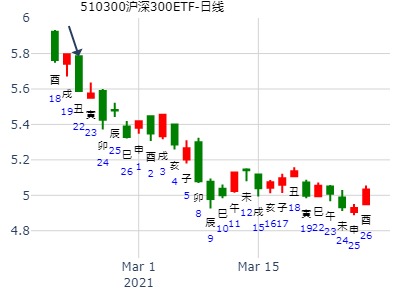 510300沪深300ETF-日线
6
5.8
5.6
5.4
5.2
5
4.8
酉
18
戌
19
丑
22
寅
23
卯
24
辰
25
巳
26
申
1
酉
2
戌
3
亥
4
子
5
卯
8
辰
9
巳
10
午
11
未
12
戌
15
亥
16
子
17
丑
18
寅
19
巳
22
午
23
未
24
申
25
酉
26
Mar 1
2021
Mar 15